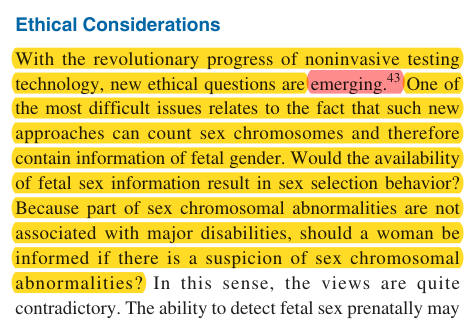 Ethical Considerations
With the revolutionary progress of noninvasive testing
technology, new ethical questions are emerging.43 One of
the most difficult issues relates to the fact that such new
approaches can count sex chromosomes and therefore
contain information of fetal gender. Would the availability
of fetal sex information result in sex selection behavior?
Because part of sex chromosomal abnormalities are not
associated with major disabilities, should a woman be
informed if there is a suspicion of sex chromosomal
abnormalities? In this sense, the views are quite
contradictory. The ability to detect fetal sex prenatally may